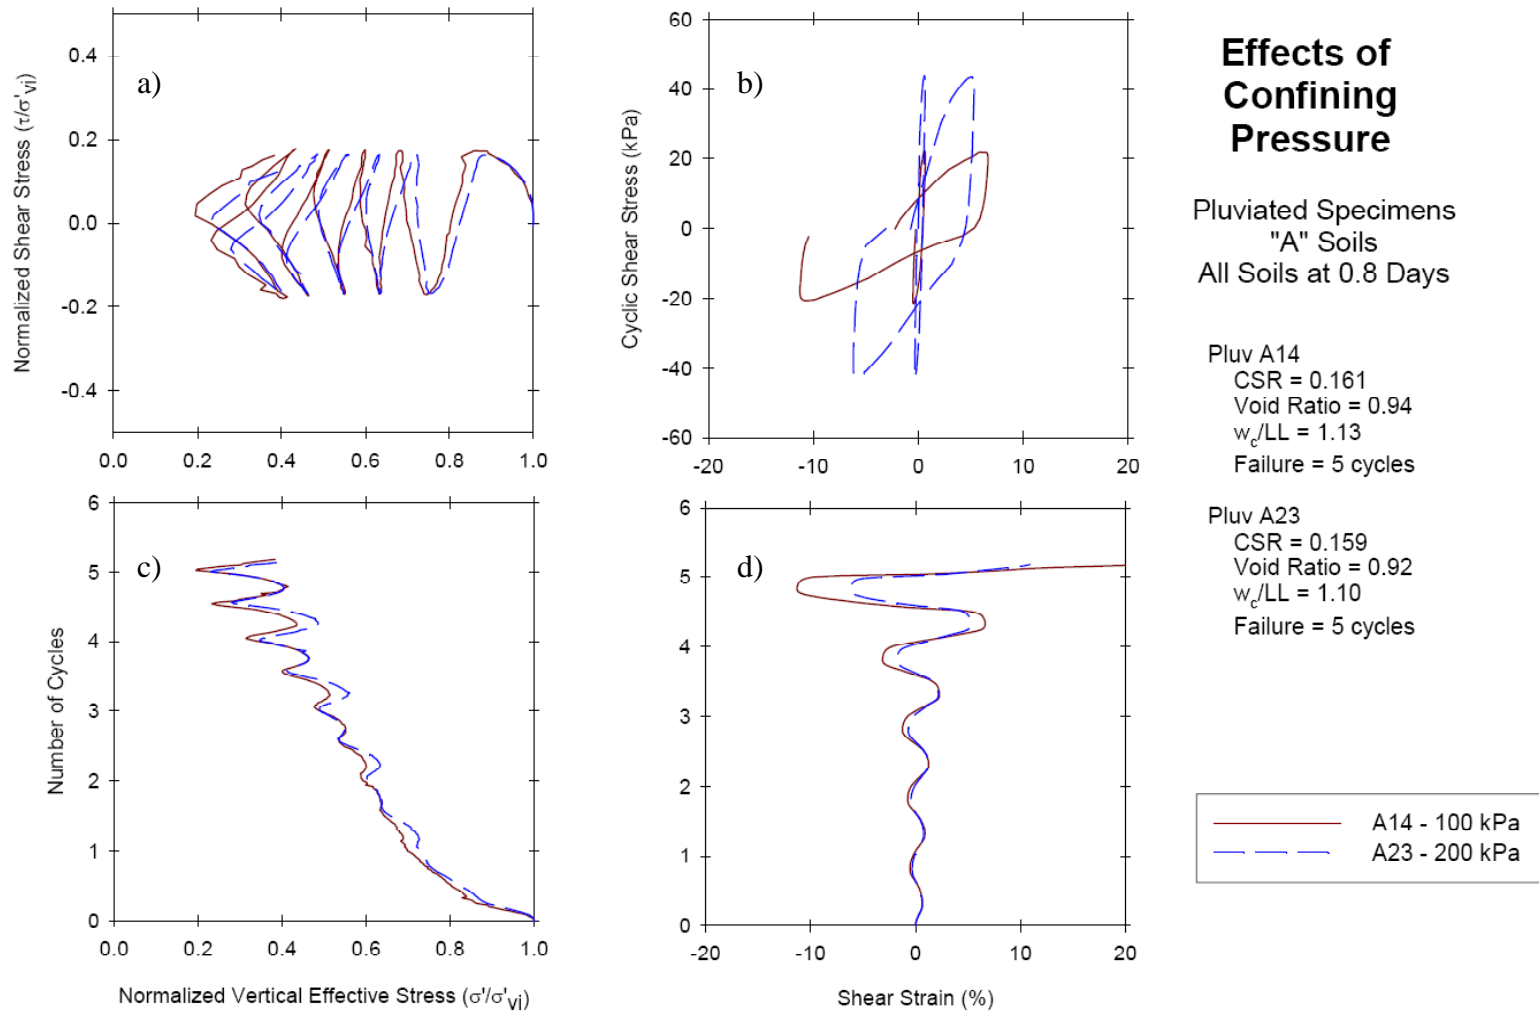 a)
0.4
0.2
0.0
-0.2
-0.4
Normalized Shear Stress (τ/σ'vi)
0.0 0.2 0.4 0.6 0.8 1.0
b)
60
40
20
0
-20
-40
-60
Cyclic Shear Stress (kPa)
-20 -10 0 10 20
Effects of
Confining
Pressure
Pluviated Specimens
"A" Soils
All Soils at 0.8 Days
Pluv A14
CSR = 0.161
Void Ratio = 0.94
wc/LL = 1.13
Failure = 5 cycles
Pluv A23
CSR = 0.159
Void Ratio = 0.92
wc/LL = 1.10
Failure = 5 cycles
c)
6
5
4
3
2
1
0
Number of Cycles
0.0 0.2 0.4 0.6 0.8 1.0
Normalized Vertical Effective Stress (σ'/σ'vi)
d)
6
5
4
3
2
1
0
-20 -10 0 10 20
Shear Strain (%)
A14 - 100 kPa
A23 - 200 kPa